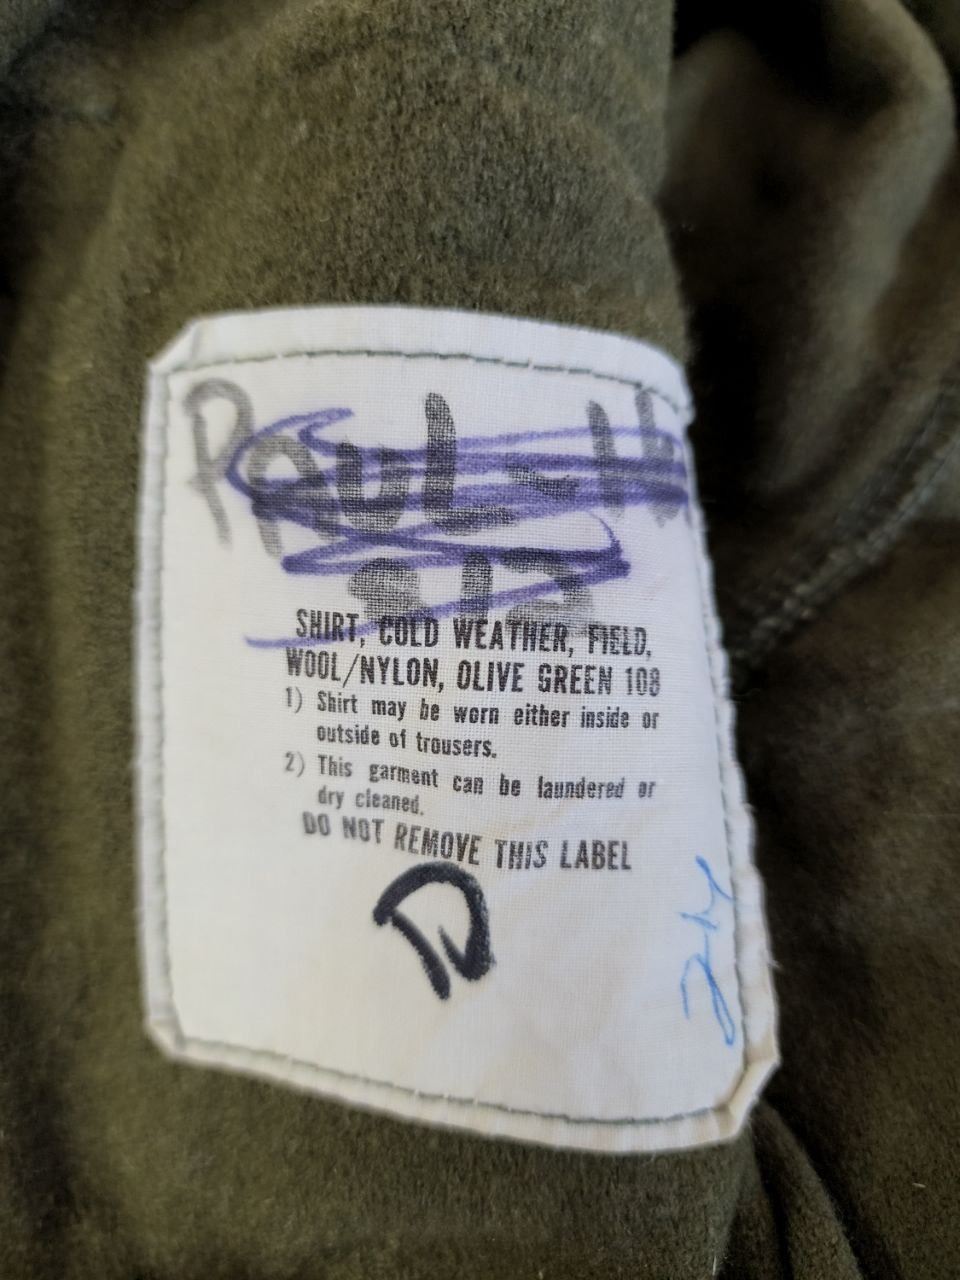 PAUL-H
SHIRT, COLD WEATHER, FIELD,
WOOL/NYLON, OLIVE GREEN 108
1) Shirt may be worn either inside or
outside of trousers.
2) This garment can be laundered or
dry cleaned.
DO NOT REMOVE THIS LABEL
D